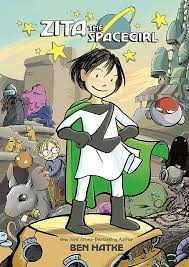 ZITA THE
SPACEGIRL
New York Times–Bestselling Author
BEN HATKE